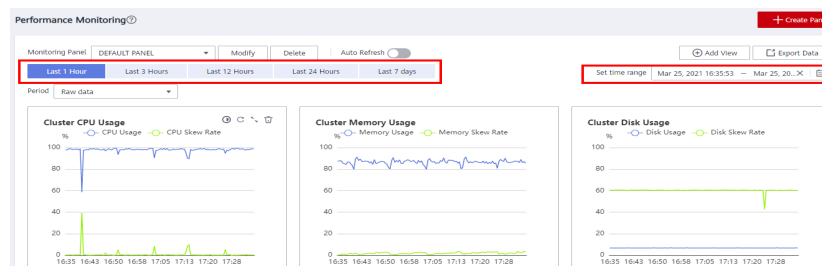 Performance Monitoring
+ Create Pan
Monitoring Panel DEFAULT PANEL Modify Delete Auto Refresh Add View Export Data
Last 1 Hour Last 3 Hours Last 12 Hours Last 24 Hours Last 7 days Set time range Mar 25, 2021 16:35:53 – Mar 25, 20... X
Period Raw data
Cluster CPU Usage
% CPU Usage CPU Skew Rate
100
80
60
40
20
0
16:35 16:43 16:50 16:58 17:05 17:13 17:20 17:28
Cluster Memory Usage
% Memory Usage Memory Skew Rate
100
80
60
40
20
0
16:35 16:43 16:50 16:58 17:05 17:13 17:20 17:28
Cluster Disk Usage
% Disk Usage Disk Skew Rate
100
80
60
40
20
0
16:35 16:43 16:50 16:58 17:05 17:13 17:20 17:28